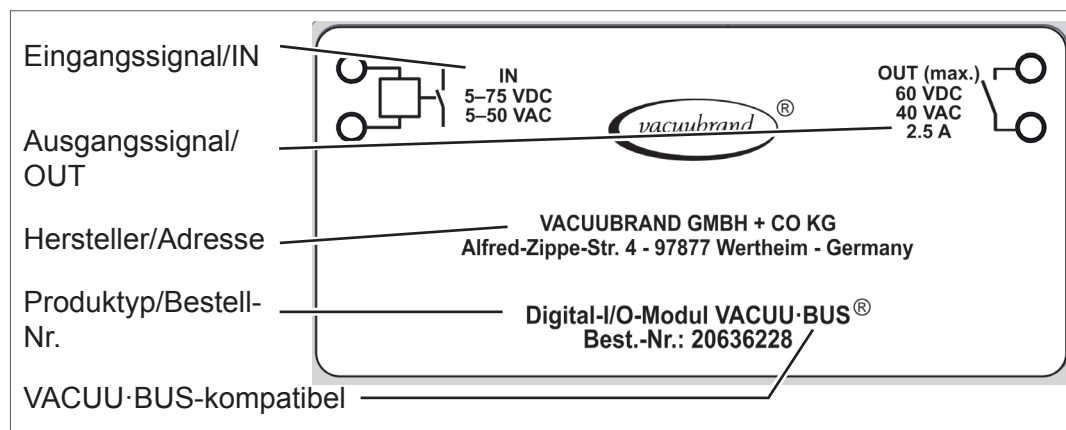 Eingangssignal/IN
Ausgangssignal/
OUT
Hersteller/Adresse
Produktyp/Bestell-
Nr.
VACUU·BUS-kompatibel
IN
5–75 VDC
5–50 VAC
vacuubrand ®
OUT (max.)
60 VDC
40 VAC
2.5 A
VACUUBRAND GMBH + CO KG
Alfred-Zippe-Str. 4 - 97877 Wertheim - Germany
Digital-I/O-Modul VACUU·BUS®
Best.-Nr.: 20636228